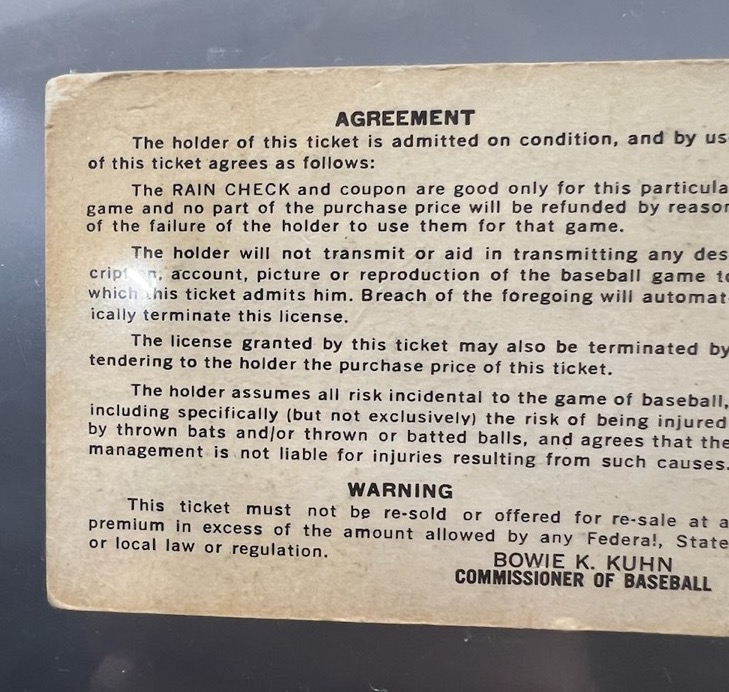 AGREEMENT
The holder of this ticket is admitted on condition, and by us
of this ticket agrees as follows:
The RAIN CHECK and coupon are good only for this particula
game and no part of the purchase price will be refunded by reason
of the failure of the holder to use them for that game.
The holder will not transmit or aid in transmitting any des
account, picture or reproduction of the baseball game to
which this ticket admits him. Breach of the foregoing will automat-
ically terminate this license.
The license granted by this ticket may also be terminated by
tendering to the holder the purchase price of this ticket.
The holder assumes all risk incidental to the game of baseball,
including specifically (but not exclusively) the risk of being injured
by thrown bats and/or thrown or batted balls, and agrees that the
management is not liable for injuries resulting from such causes.
WARNING
This ticket must not be re-sold or offered for re-sale at a
premium in excess of the amount allowed by any Federal, State
or local law or regulation.
BOWIE K. KUHN
COMMISSIONER OF BASEBALL